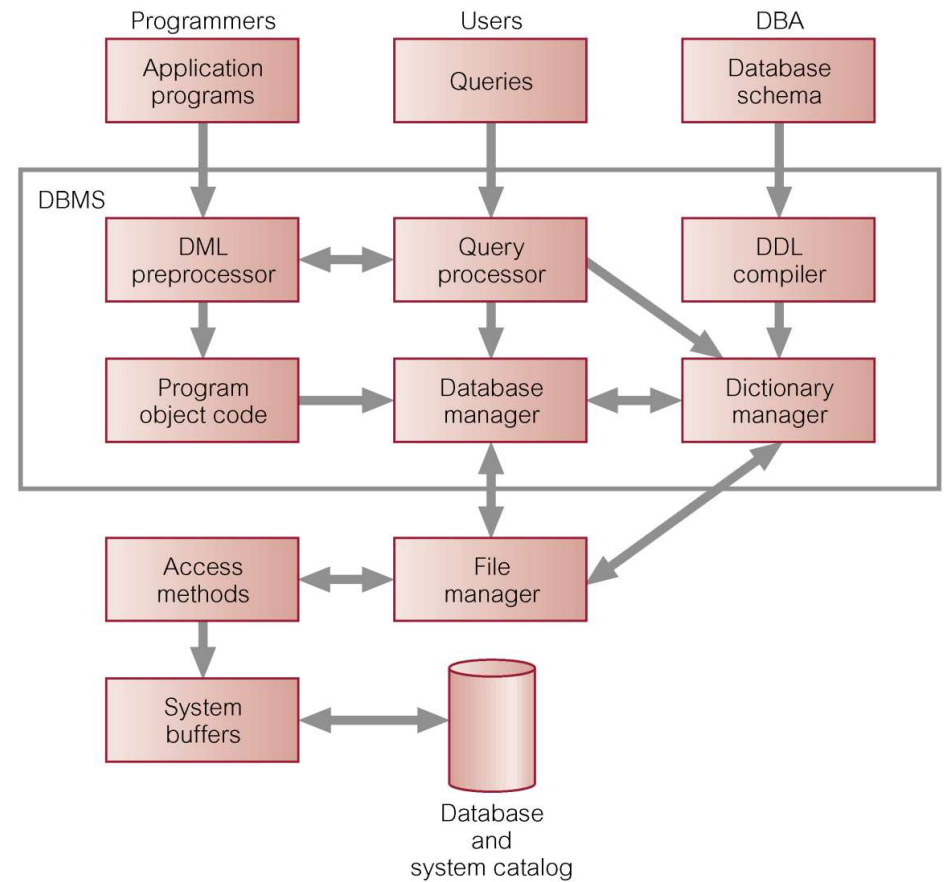 Programmers
Users
DBA
Application
programs
Queries
Database
schema
DBMS
DML
preprocessor
Query
processor
DDL
compiler
Program
object code
Database
manager
Dictionary
manager
Access
methods
File
manager
System
buffers
Database
and
system catalog